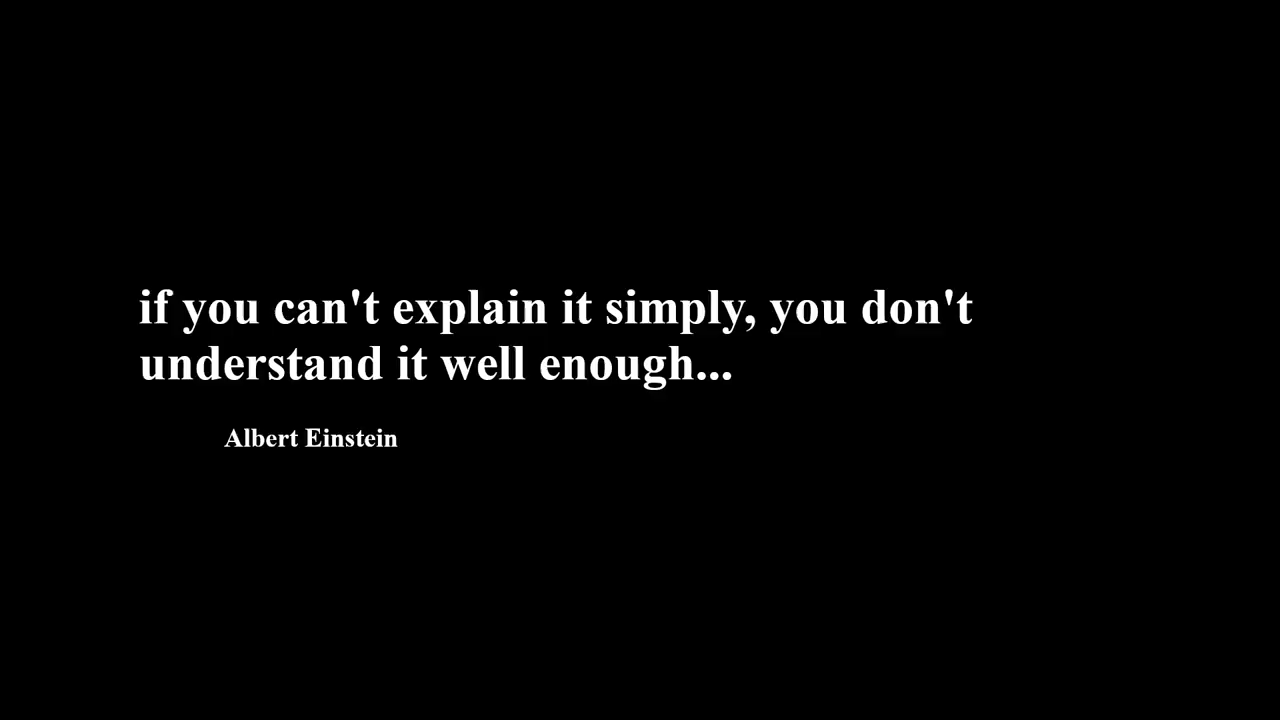 if you can't explain it simply, you don't
understand it well enough...
Albert Einstein